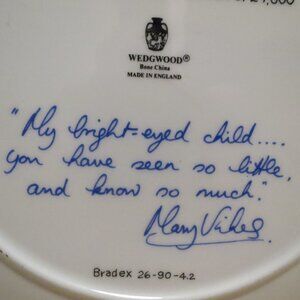 WEDGWOOD®
Bone China
MADE IN ENGLAND
"My bright-eyed child....
you have seen so little,
and know so much."
Mary Vickers
Bradex 26-90-4.2